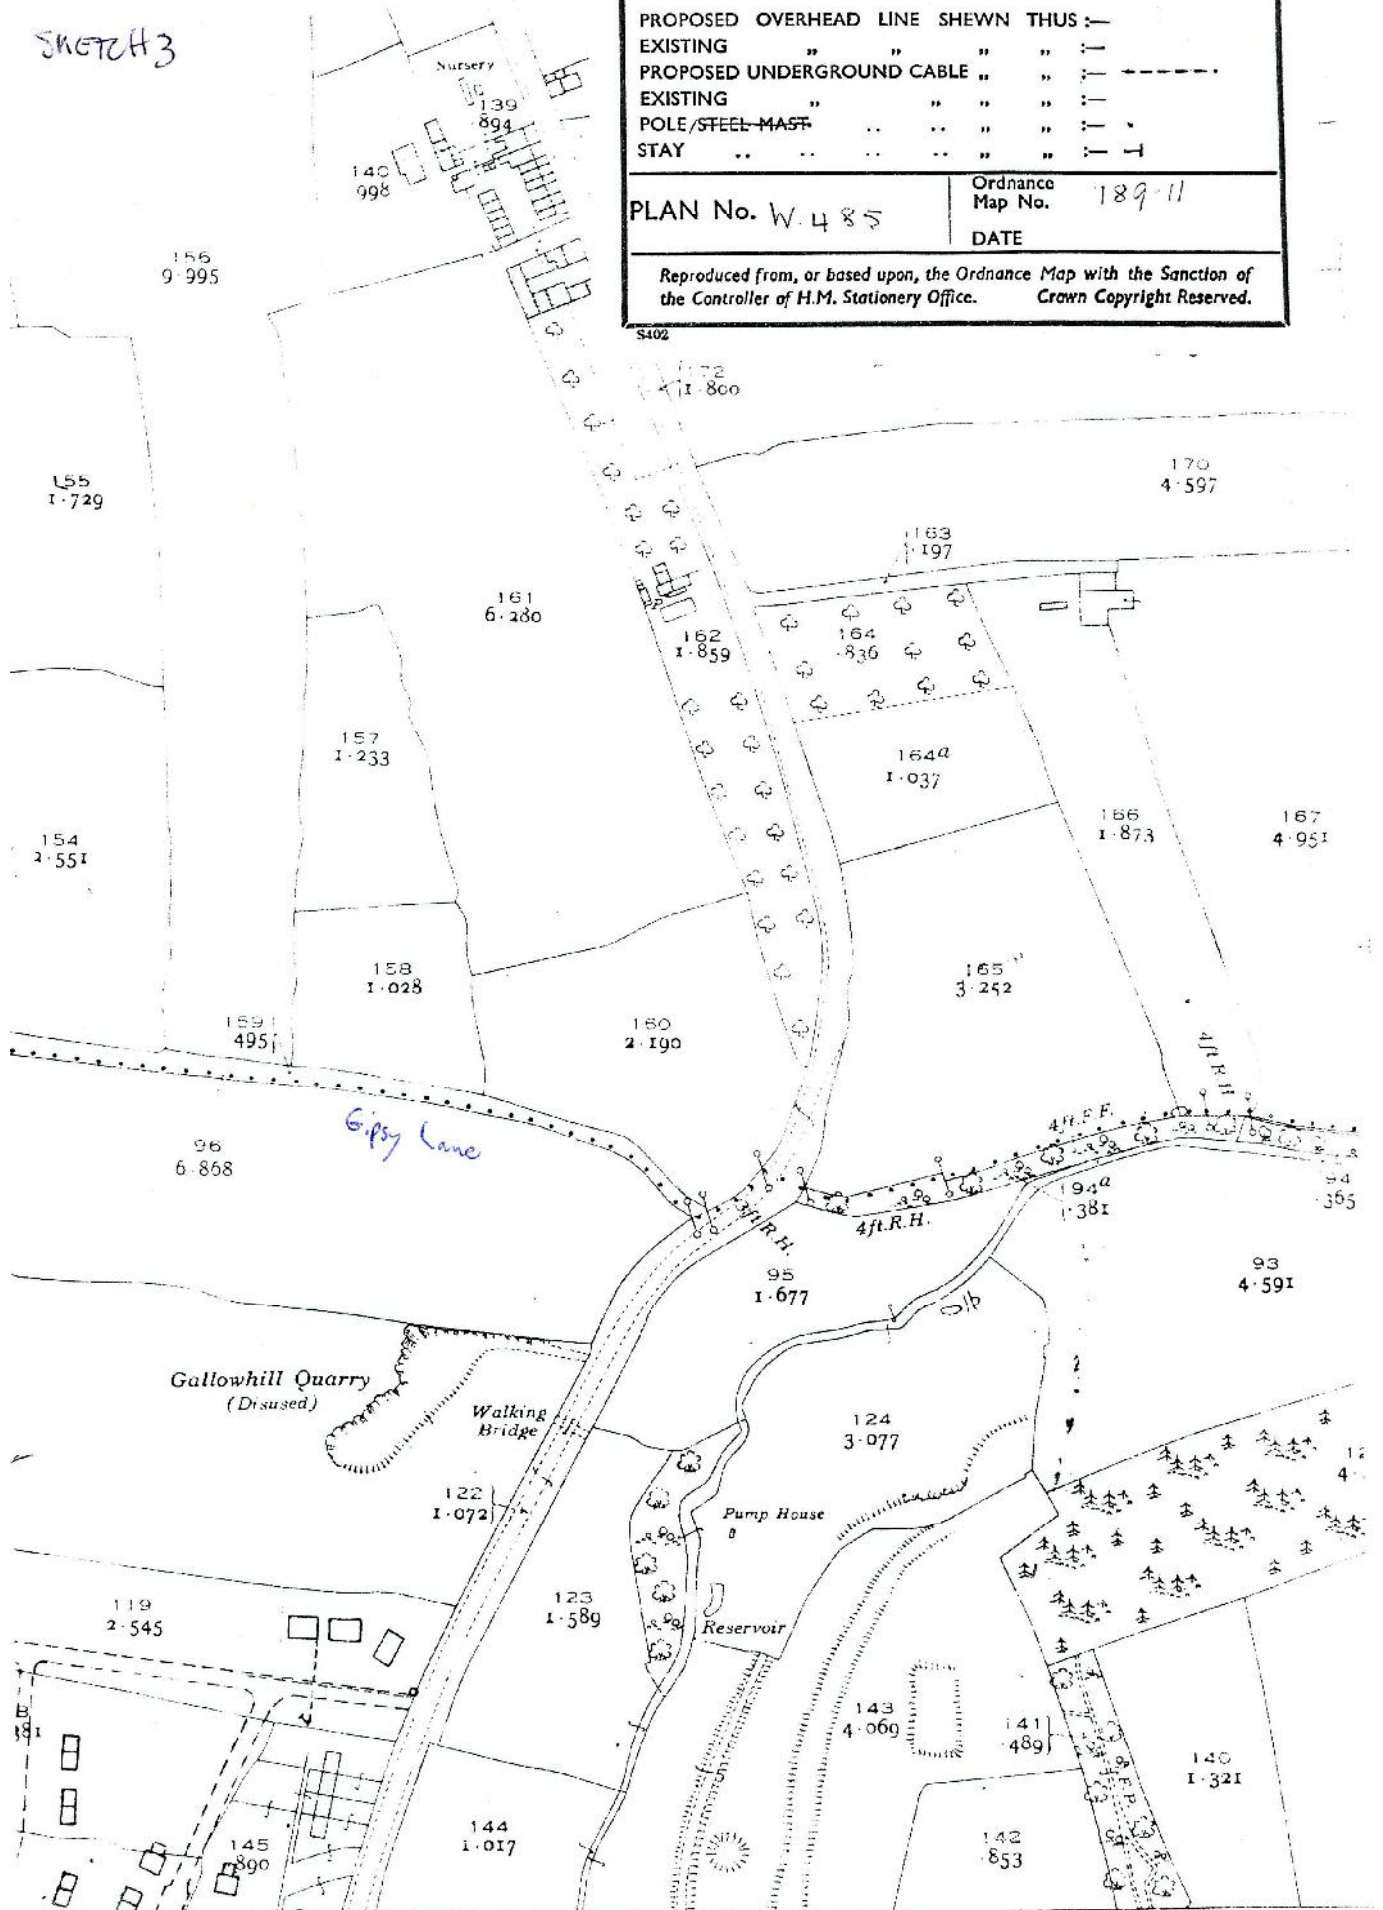 SKETCH 3
PROPOSED OVERHEAD LINE SHEWN THUS :—
EXISTING " " " " :—
PROPOSED UNDERGROUND CABLE " " :— - - - - - -
EXISTING " " " " :—
POLE/STEEL MAST .. .. " " :— •
STAY .. .. .. .. " " :—
PLAN No. W. 485
Ordnance
Map No. 189·11
DATE
Reproduced from, or based upon, the Ordnance Map with the Sanction of
the Controller of H.M. Stationery Office. Crown Copyright Reserved.
S402
Nursery
139
·894
140
998
156
9·995
172
1·800
170
4·597
155
1·729
163
·197
161
6·280
162
1·859
164
·836
157
1·233
164a
1·037
166
1·873
167
4·951
154
2·551
158
1·028
165
3·252
159
495
160
2·190
4ft.R.H.
4ft.F.F.
Gipsy Lane
96
6·868
94a
·381
94
·365
3ft.R.H.
4ft.R.H.
95
1·677
93
4·591
Gallowhill Quarry
(Disused)
Walking
Bridge
124
3·077
122
1·072
Pump House
119
2·545
123
1·589
Reservoir
143
4·069
141
·489
140
1·321
F.P.
144
1·017
145
·890
142
·853